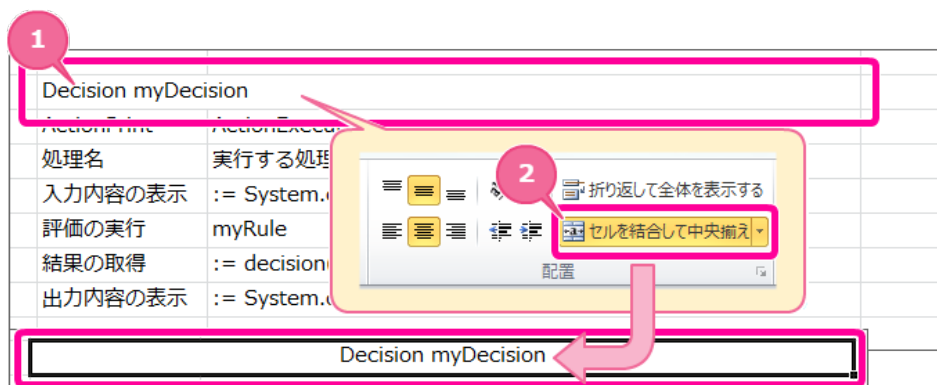 1
Decision myDecision
処理名 実行する処理
入力内容の表示 := System.
評価の実行 myRule
結果の取得 := decision
出力内容の表示 := System.
2
折り返して全体を表示する
セルを結合して中央揃え
配置
Decision myDecision